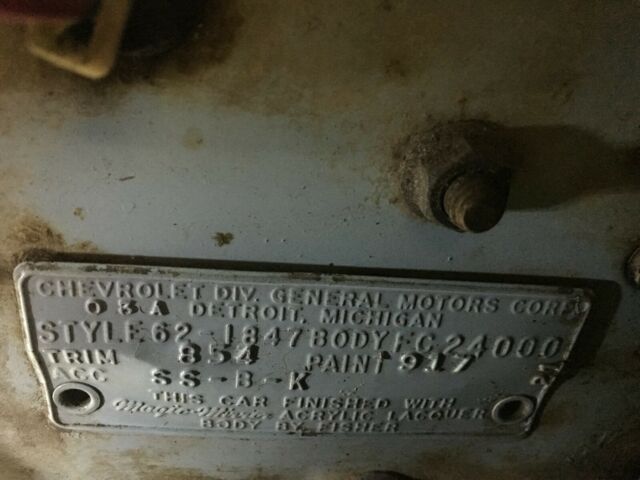 CHEVROLET DIV. GENERAL MOTORS CORP.
03A DETROIT, MICHIGAN
STYLE 62-1847 BODY FC 24000
TRIM 854 PAINT 917
ACC SS-B-K
THIS CAR FINISHED WITH
Magic-Mirror ACRYLIC LACQUER
BODY BY FISHER